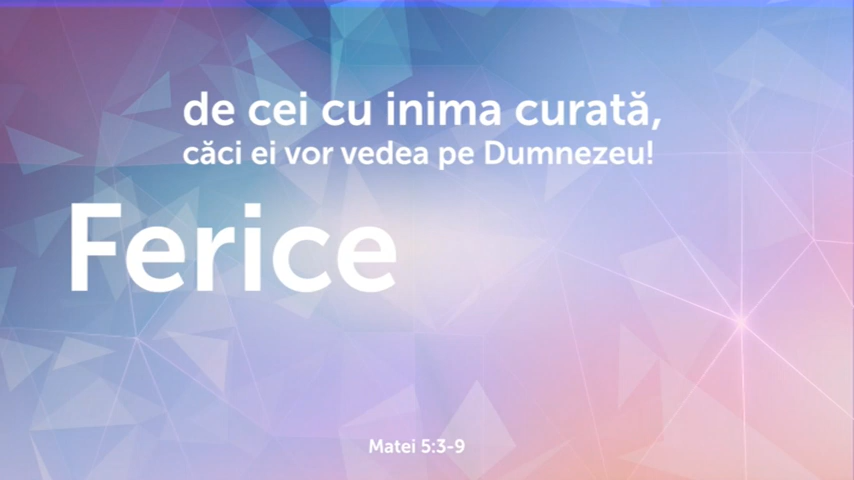 de cei cu inima curată,
căci ei vor vedea pe Dumnezeu!
Ferice
Matei 5:3-9